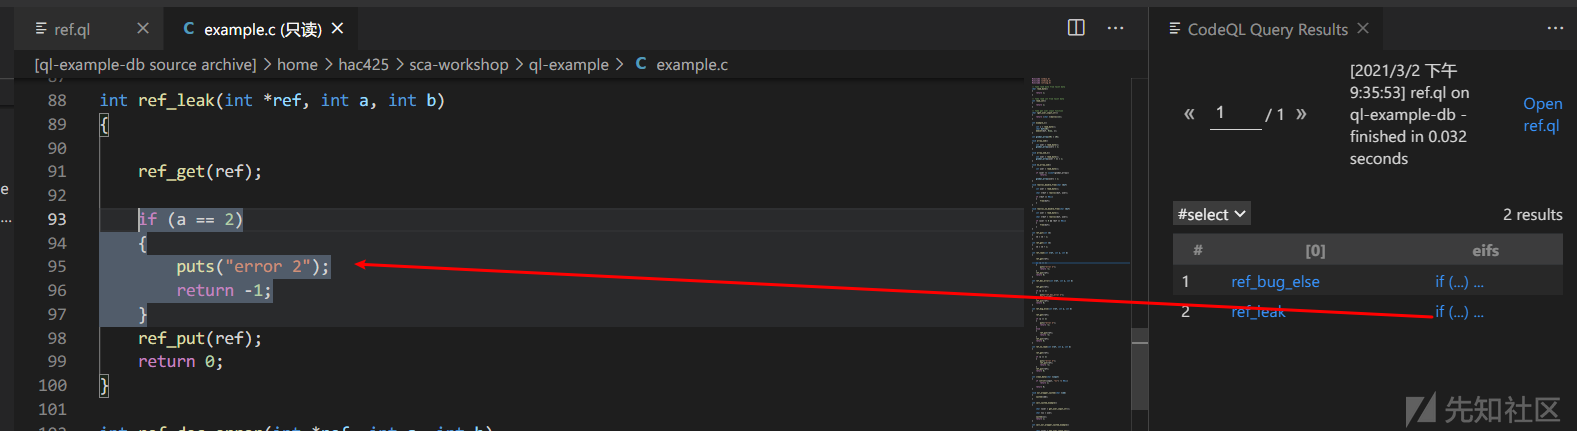 ref.ql
example.c (只读)
[ql-example-db source archive] > home > hac425 > sca-workshop > ql-example > C example.c
88 int ref_leak(int *ref, int a, int b)
89 {
90
91 ref_get(ref);
92
93 if (a == 2)
94 {
95 puts("error 2");
96 return -1;
97 }
98 ref_put(ref);
99 return 0;
100 }
101
CodeQL Query Results
« 1 / 1 »
[2021/3/2 下午
9:35:53] ref.ql on
ql-example-db -
finished in 0.032
seconds
Open
ref.ql
#select
2 results
# [0] eifs
1 ref_bug_else if (...) ...
2 ref_leak if (...) ...
先知社区